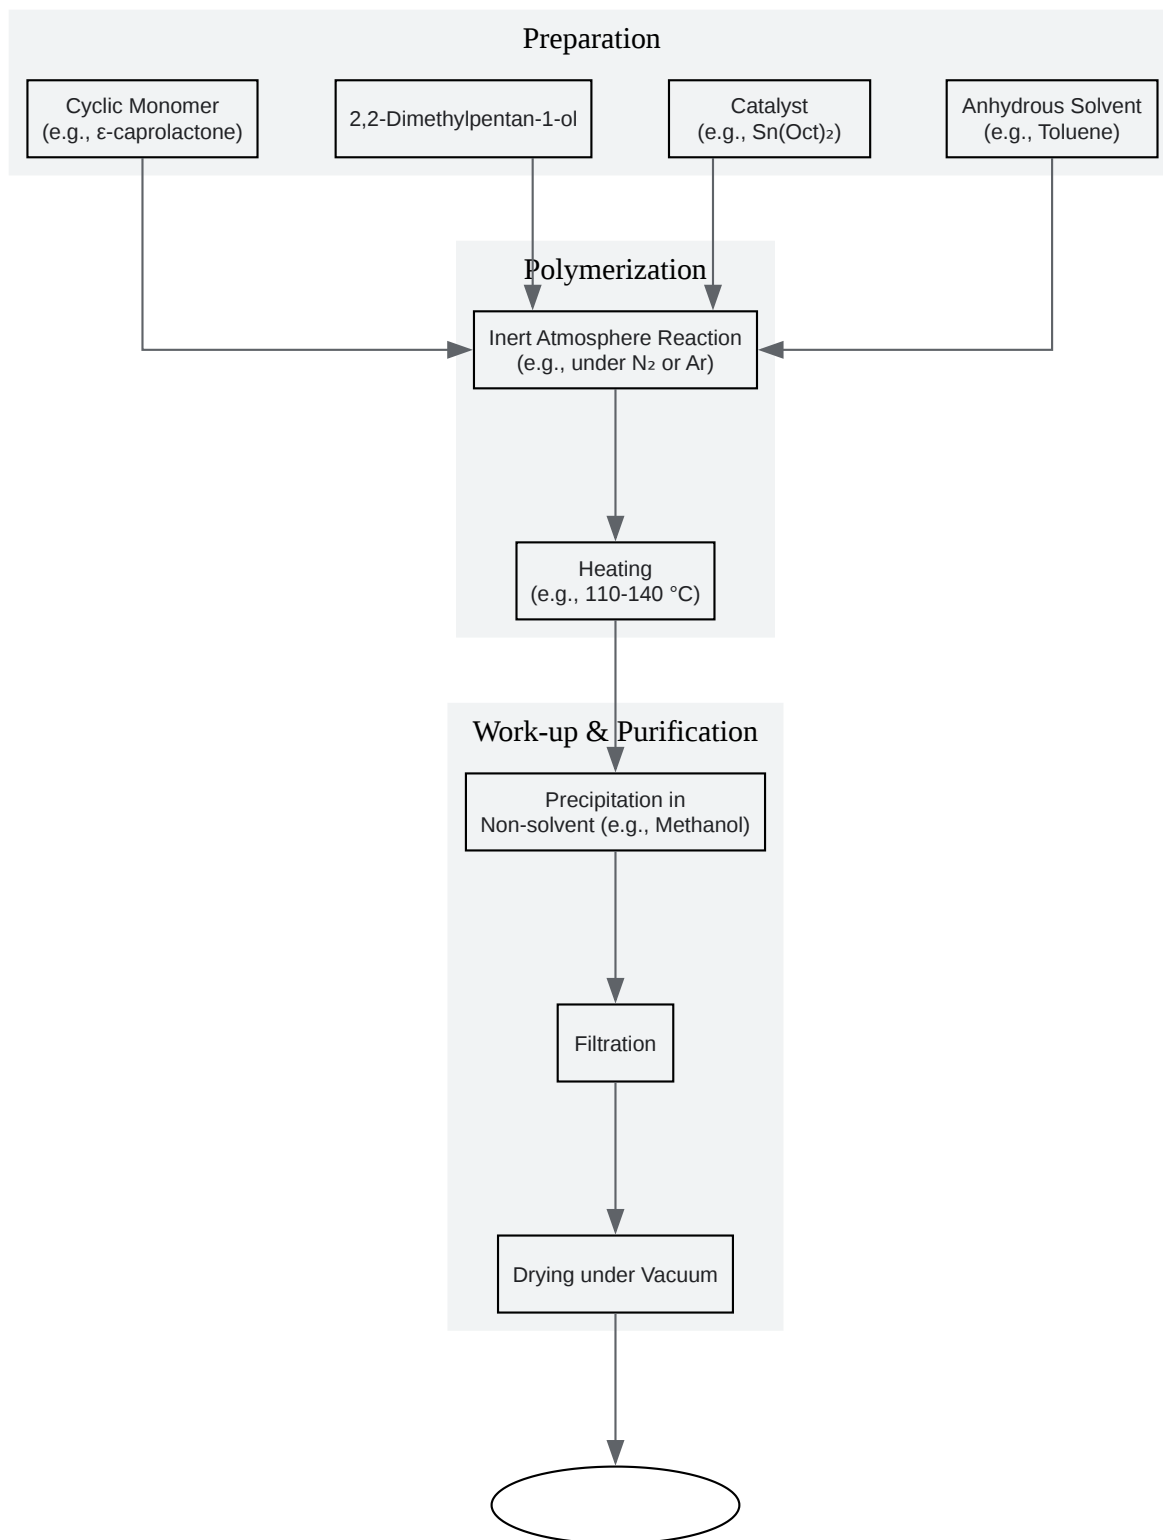 Preparation
Cyclic Monomer
(e.g., ε-caprolactone)
2,2-Dimethylpentan-1-ol
Catalyst
(e.g., Sn(Oct)₂)
Anhydrous Solvent
(e.g., Toluene)
Polymerization
Inert Atmosphere Reaction
(e.g., under N₂ or Ar)
Heating
(e.g., 110-140 °C)
Work-up & Purification
Precipitation in
Non-solvent (e.g., Methanol)
Filtration
Drying under Vacuum